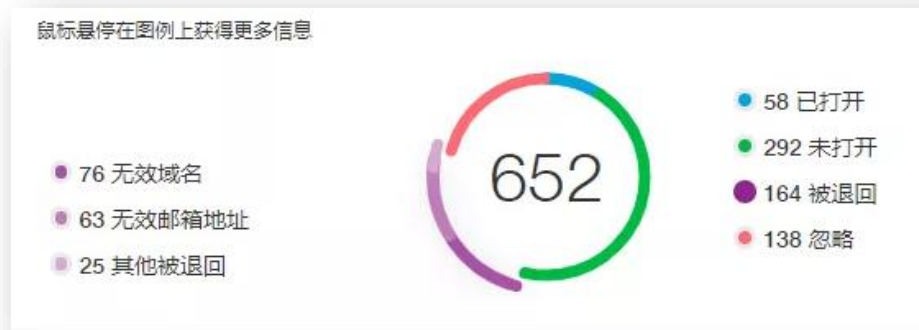 鼠标悬停在图例上获得更多信息
76 无效域名
63 无效邮箱地址
25 其他被退回
652
58 已打开
292 未打开
164 被退回
138 忽略